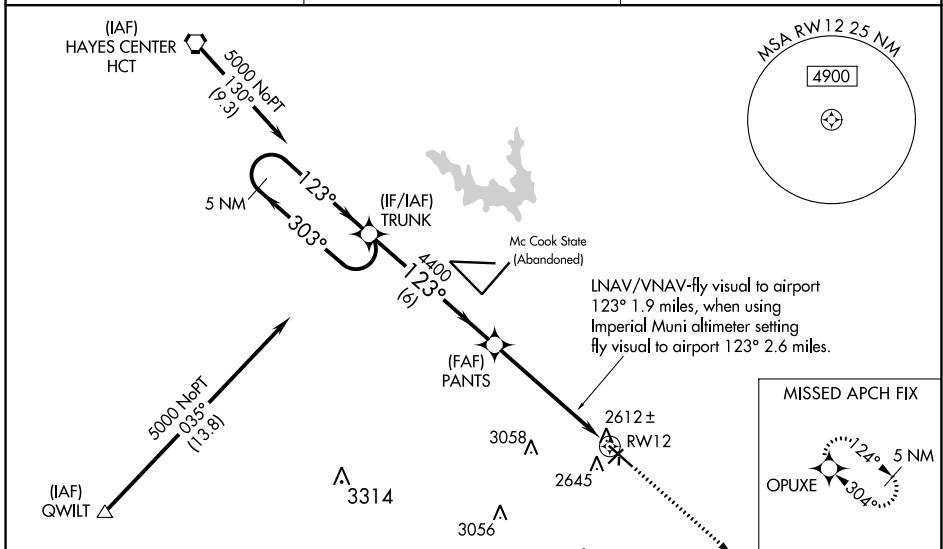 (IAF)
HAYES CENTER
HCT
5000 NoPT
130°
(9.3)
MSA RW12 25 NM
4900
123°
5 NM
303°
(IF/IAF)
TRUNK
4400
123°
(6)
Mc Cook State
(Abandoned)
LNAV/VNAV-fly visual to airport
123° 1.9 miles, when using
Imperial Muni altimeter setting
fly visual to airport 123° 2.6 miles.
(FAF)
PANTS
5000 NoPT
035°
(13.8)
(IAF)
QWILT
3314
3058
3056
2612 ±
RW12
2645
MISSED APCH FIX
124°
5 NM
OPUXE
304°